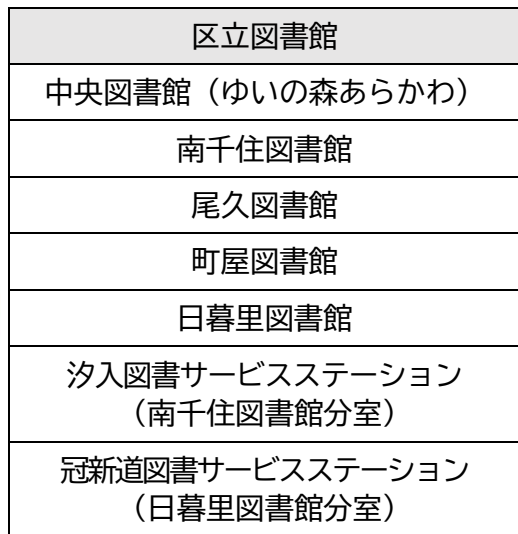 区立図書館
中央図書館（ゆいの森あらかわ）
南千住図書館
尾久図書館
町屋図書館
日暮里図書館
汐入図書サービスステーション
（南千住図書館分室）
冠新道図書サービスステーション
（日暮里図書館分室）